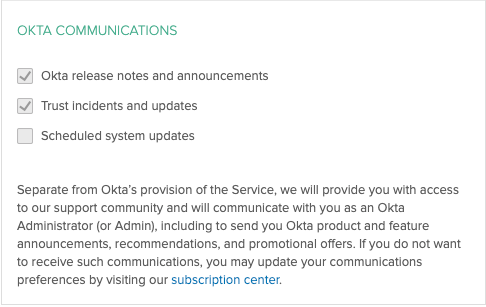 OKTA COMMUNICATIONS
Okta release notes and announcements
Trust incidents and updates
Scheduled system updates
Separate from Okta's provision of the Service, we will provide you with access
to our support community and will communicate with you as an Okta
Administrator (or Admin), including to send you Okta product and feature
announcements, recommendations, and promotional offers. If you do not want
to receive such communications, you may update your communications
preferences by visiting our subscription center.